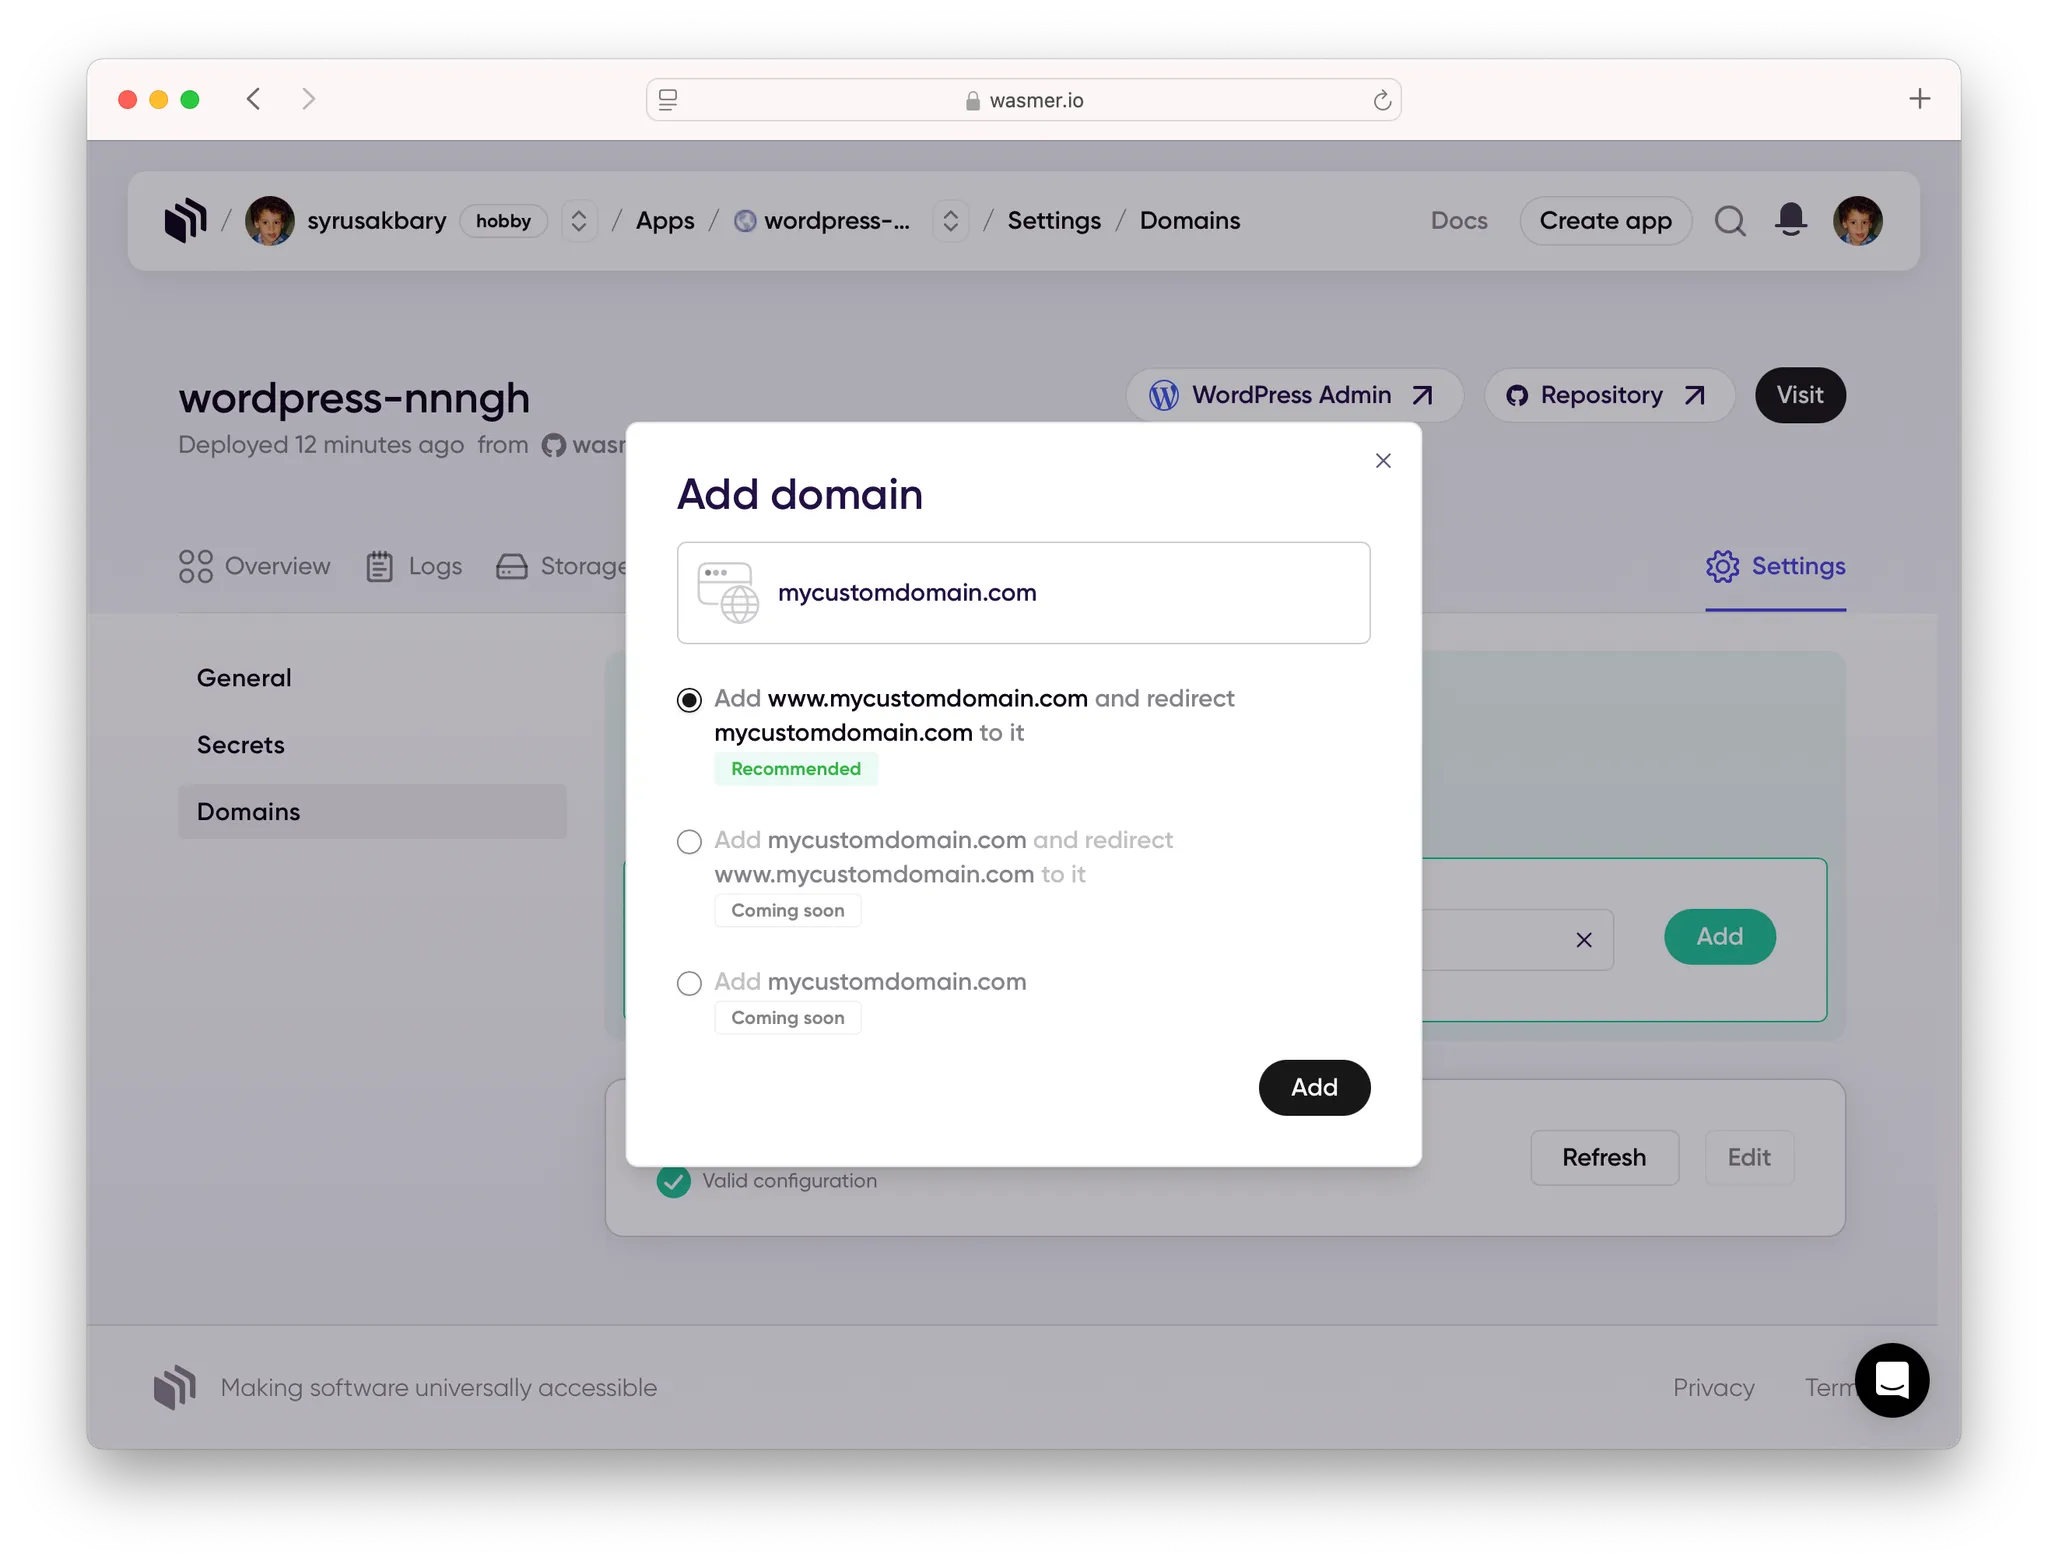 wasmer.io
/ syrusakbary hobby / Apps / wordpress-... / Settings / Domains Docs Create app
wordpress-nnngh
WordPress Admin Repository Visit
Deployed 12 minutes ago from
Add domain
Overview Logs Storage Settings
mycustomdomain.com
General
Secrets
Domains
Add www.mycustomdomain.com and redirect
mycustomdomain.com to it
Recommended
Add mycustomdomain.com and redirect
www.mycustomdomain.com to it
Coming soon
Add
Add mycustomdomain.com
Coming soon
Add
Refresh Edit
Valid configuration
Making software universally accessible Privacy